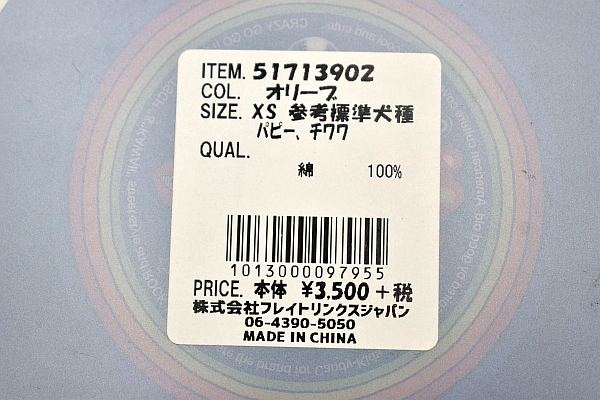 ITEM. 51713902
COL. オリーブ
SIZE. XS 参考標準犬種
パピー、チワワ
QUAL.
綿 100%
1013000097955
PRICE. 本体 ¥3,500+税
株式会社フレイトリンクスジャパン
06-4390-5050
MADE IN CHINA